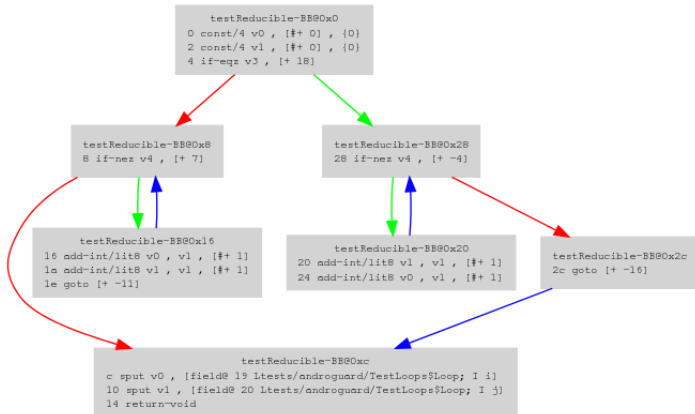 testReducible-BB@0x0
0 const/4 v0 , [#+ 0] , {0}
2 const/4 v1 , [#+ 0] , {0}
4 if-eqz v3 , [+ 18]
testReducible-BB@0x8
8 if-nez v4 , [+ 7]
testReducible-BB@0x28
28 if-nez v4 , [+ -4]
testReducible-BB@0x16
16 add-int/lit8 v0 , v1 , [#+ 1]
1a add-int/lit8 v1 , v1 , [#+ 1]
1e goto [+ -11]
testReducible-BB@0x20
20 add-int/lit8 v1 , v1 , [#+ 1]
24 add-int/lit8 v0 , v1 , [#+ 1]
testReducible-BB@0x2c
2c goto [+ -16]
testReducible-BB@0xc
c sput v0 , [field@ 19 Ltests/androguard/TestLoops$Loop; I i]
10 sput v1 , [field@ 20 Ltests/androguard/TestLoops$Loop; I j]
14 return-void